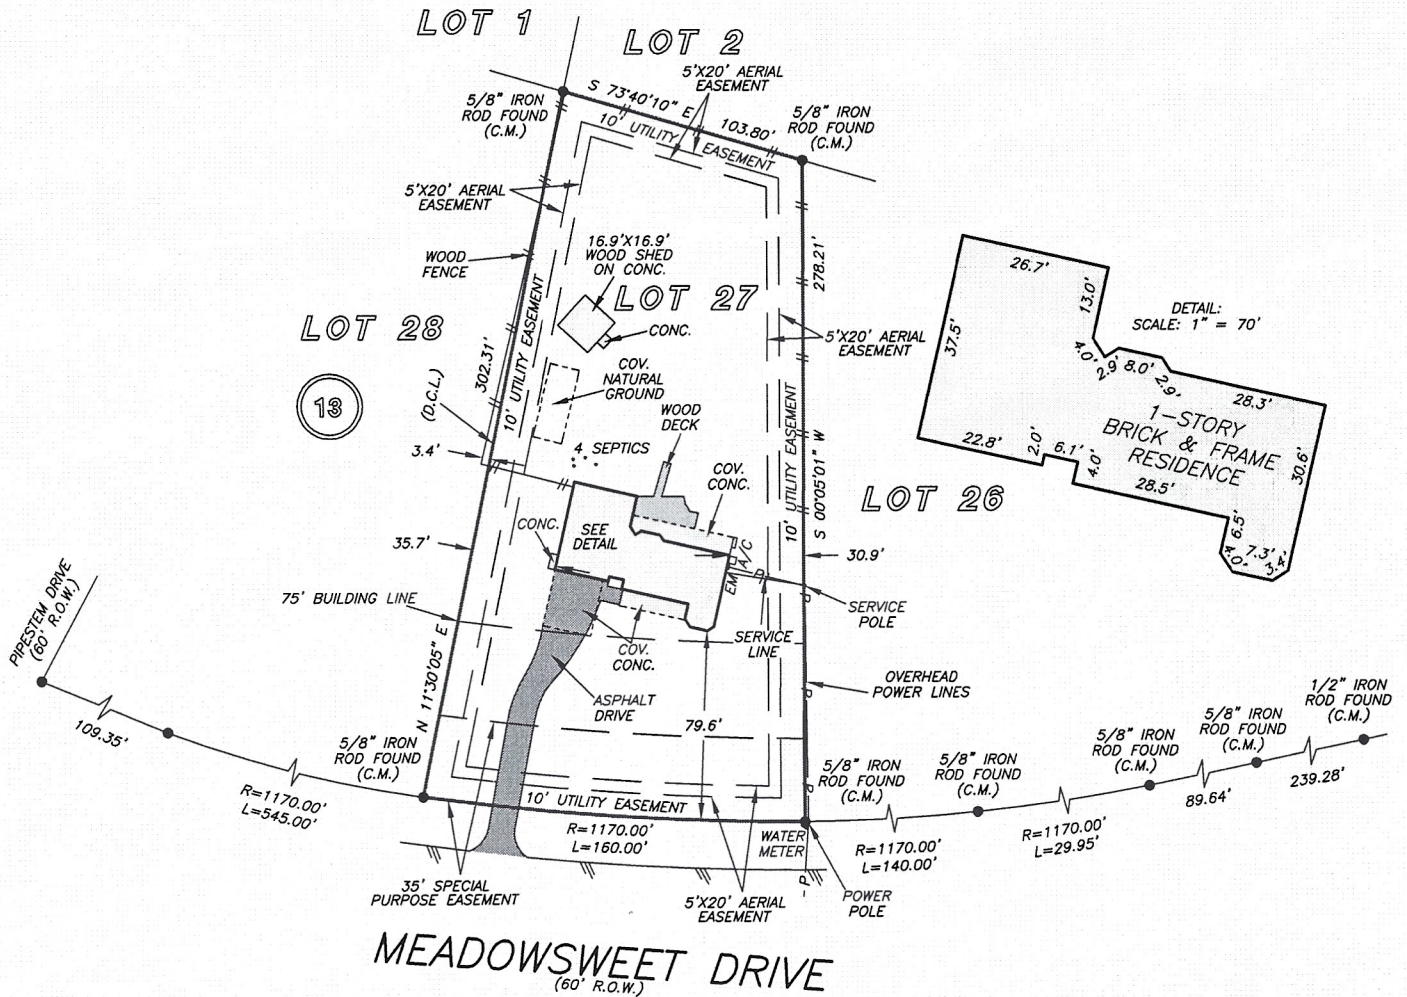 LOT 1
LOT 2
5'X20' AERIAL
EASEMENT
S 73°40'10" E
103.80'
5/8" IRON
ROD FOUND
(C.M.)
5/8" IRON
ROD FOUND
(C.M.)
10' UTILITY EASEMENT
5'X20' AERIAL
EASEMENT
WOOD
FENCE
16.9'X16.9'
WOOD SHED
ON CONC.
LOT 27
CONC.
278.21'
5'X20' AERIAL
EASEMENT
LOT 28
13
302.31'
(D.C.L.)
10' UTILITY EASEMENT
COV.
NATURAL
GROUND
3.4'
4 SEPTICS
WOOD
DECK
COV.
CONC.
10' UTILITY EASEMENT
S 00°05'01" W
LOT 26
CONC.
SEE
DETAIL
EM
A/C
P
35.7'
30.9'
75' BUILDING LINE
SERVICE
POLE
P
SERVICE
LINE
COV.
CONC.
N 11°30'05" E
ASPHALT
DRIVE
79.6'
OVERHEAD
POWER LINES
P
PIPESTEM DRIVE
(60' R.O.W.)
109.35'
R=1170.00'
L=545.00'
5/8" IRON
ROD FOUND
(C.M.)
10' UTILITY EASEMENT
R=1170.00'
L=160.00'
WATER
METER
P
5/8" IRON
ROD FOUND
(C.M.)
5/8" IRON
ROD FOUND
(C.M.)
5/8" IRON
ROD FOUND
(C.M.)
5/8" IRON
ROD FOUND
(C.M.)
1/2" IRON
ROD FOUND
(C.M.)
R=1170.00'
L=140.00'
R=1170.00'
L=29.95'
89.64'
239.28'
35' SPECIAL
PURPOSE EASEMENT
5'X20' AERIAL
EASEMENT
P
POWER
POLE
MEADOWSWEET DRIVE
(60' R.O.W.)
DETAIL:
SCALE: 1" = 70'
26.7'
13.0'
37.5'
4.0'
2.9'
8.0'
2.9'
28.3'
1-STORY
BRICK & FRAME
RESIDENCE
30.6'
22.8'
2.0'
6.1'
4.0'
28.5'
6.5'
4.0'
7.3'
3.4'